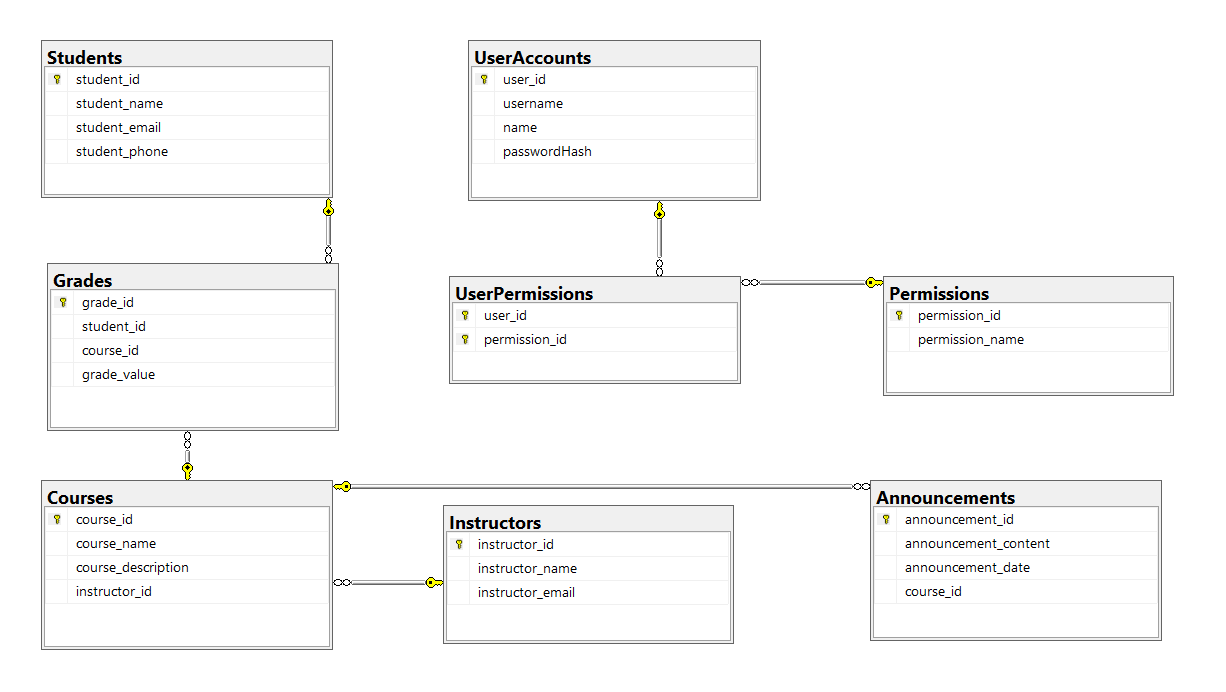 Students
student_id
student_name
student_email
student_phone
UserAccounts
user_id
username
name
passwordHash
Grades
grade_id
student_id
course_id
grade_value
UserPermissions
user_id
permission_id
Permissions
permission_id
permission_name
Courses
course_id
course_name
course_description
instructor_id
Instructors
instructor_id
instructor_name
instructor_email
Announcements
announcement_id
announcement_content
announcement_date
course_id